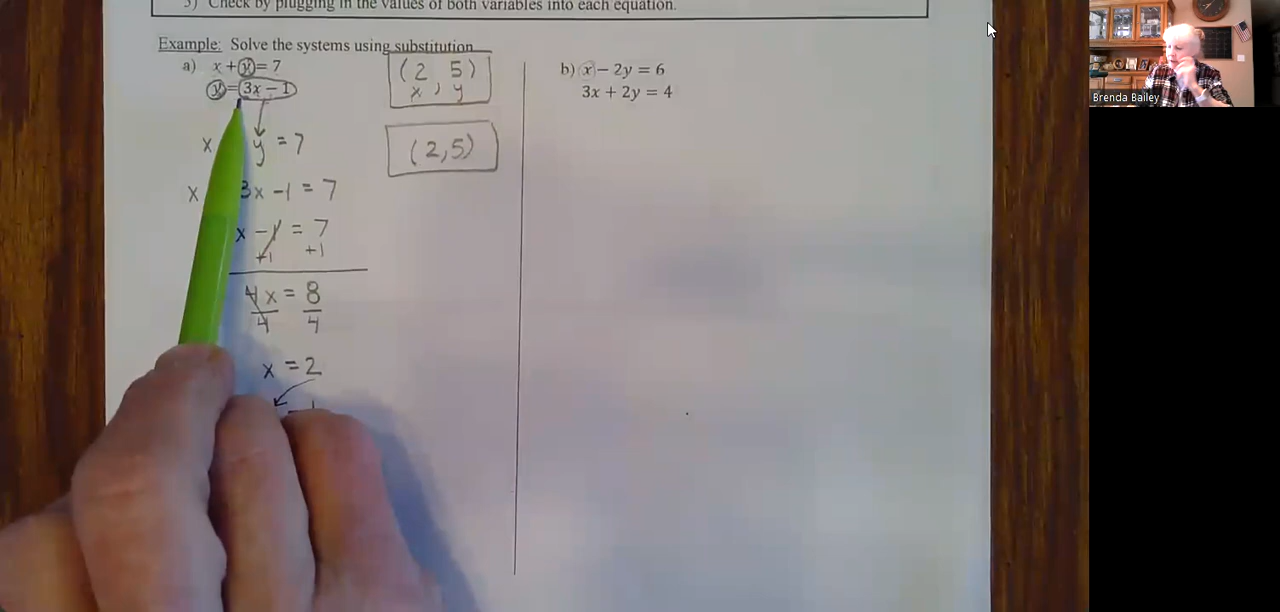 3) Check by plugging in the values of both variables into each equation.
Example: Solve the systems using substitution
a) x + y = 7
y = 3x − 1
x y = 7
x 3x − 1 = 7
x − 1 = 7
+1 +1
4x = 8
4 4
x = 2
(2, 5)
x, y
(2, 5)
b) x − 2y = 6
3x + 2y = 4
Brenda Bailey